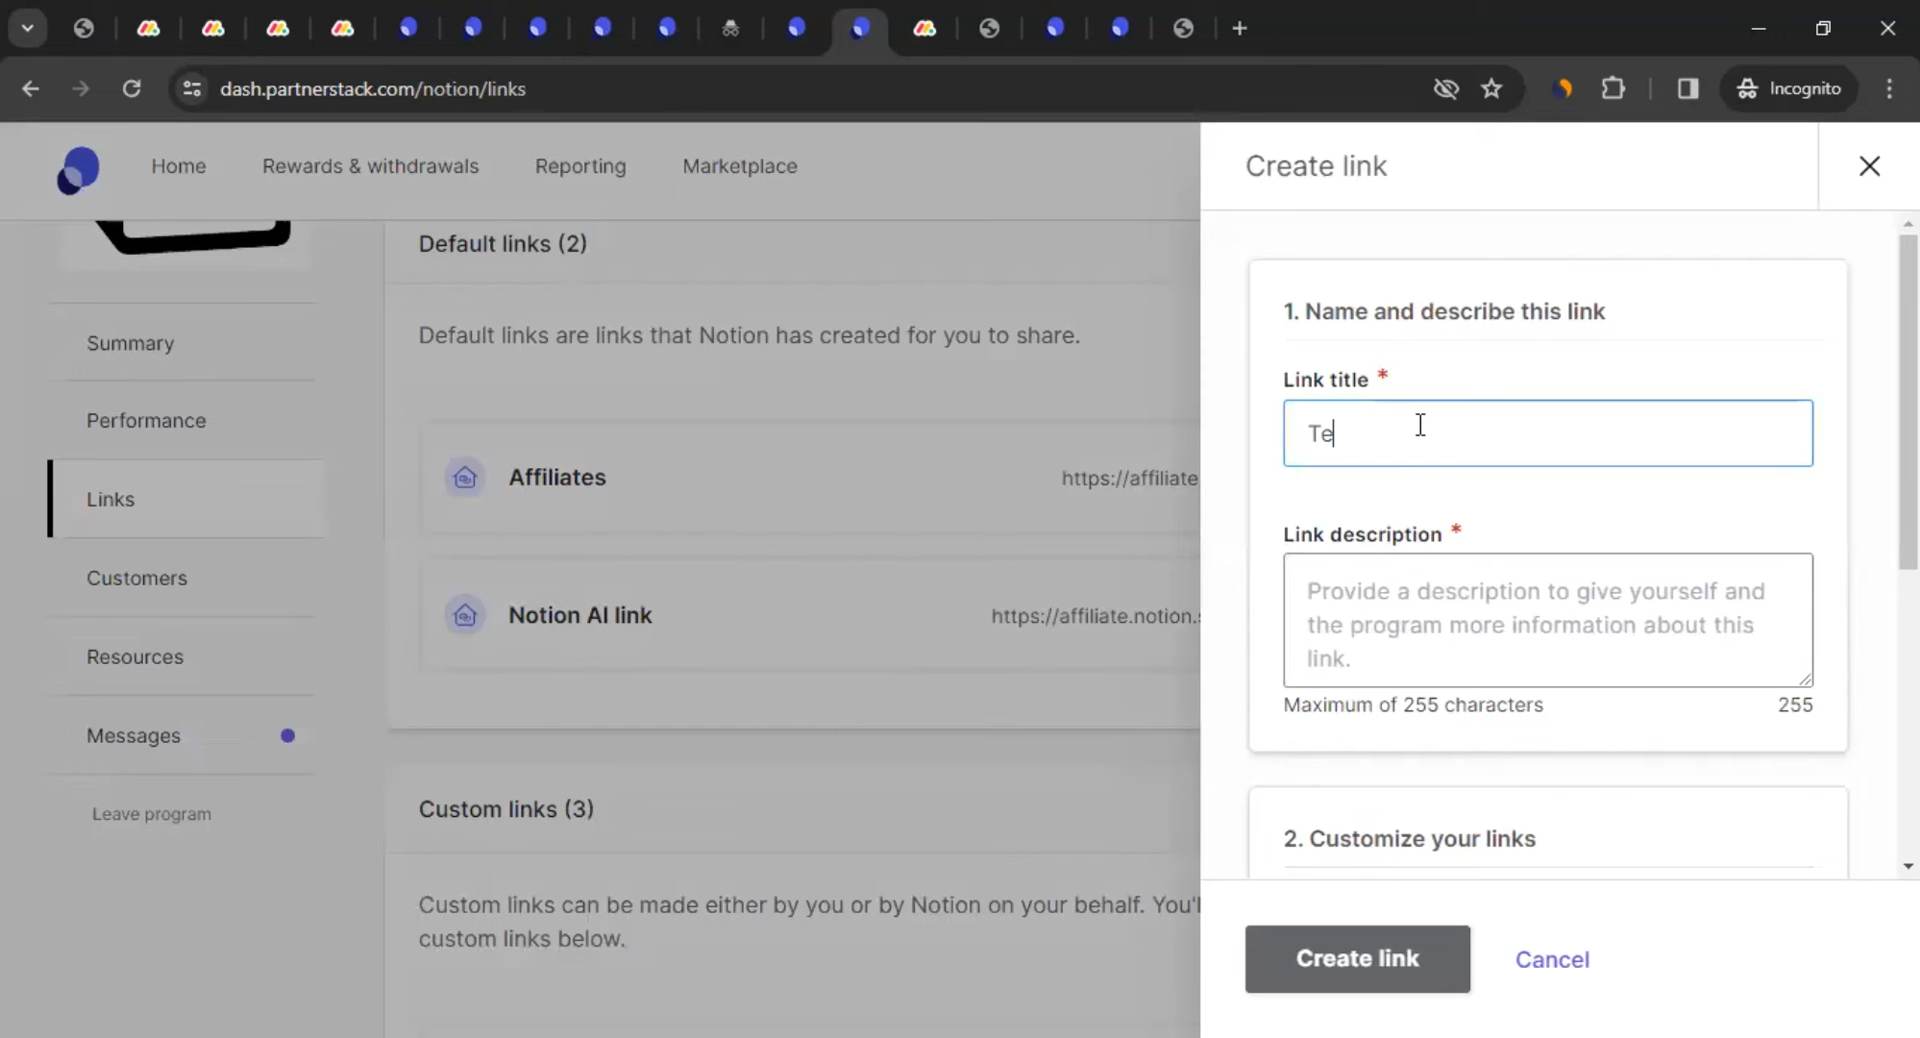 dash.partnerstack.com/notion/links
Incognito
Home
Rewards & withdrawals
Reporting
Marketplace
Create link
Default links (2)
Default links are links that Notion has created for you to share.
Summary
Performance
Links
Customers
Resources
Messages
Leave program
Affiliates
https://affiliate
Notion AI link
https://affiliate.notion.s
Custom links (3)
Custom links can be made either by you or by Notion on your behalf. You'l
custom links below.
1. Name and describe this link
Link title *
Te
Link description *
Provide a description to give yourself and
the program more information about this
link.
Maximum of 255 characters
255
2. Customize your links
Create link
Cancel